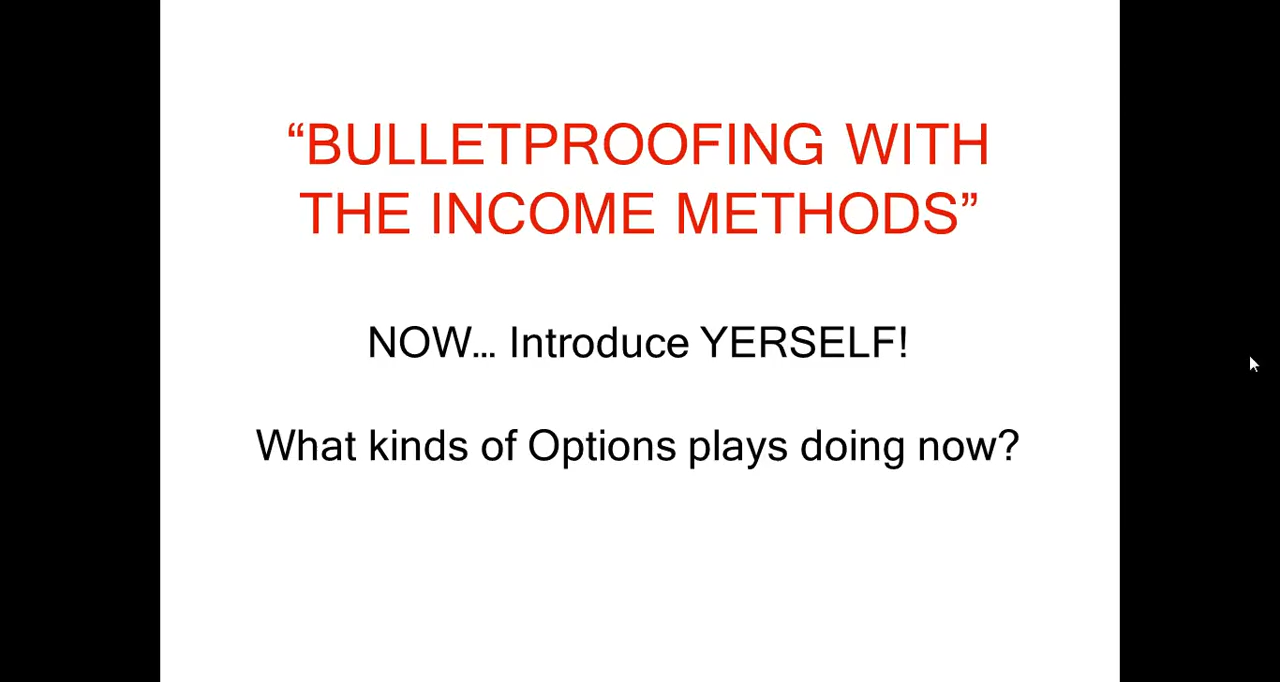 “BULLETPROOFING WITH
THE INCOME METHODS”
NOW... Introduce YERSELF!
What kinds of Options plays doing now?